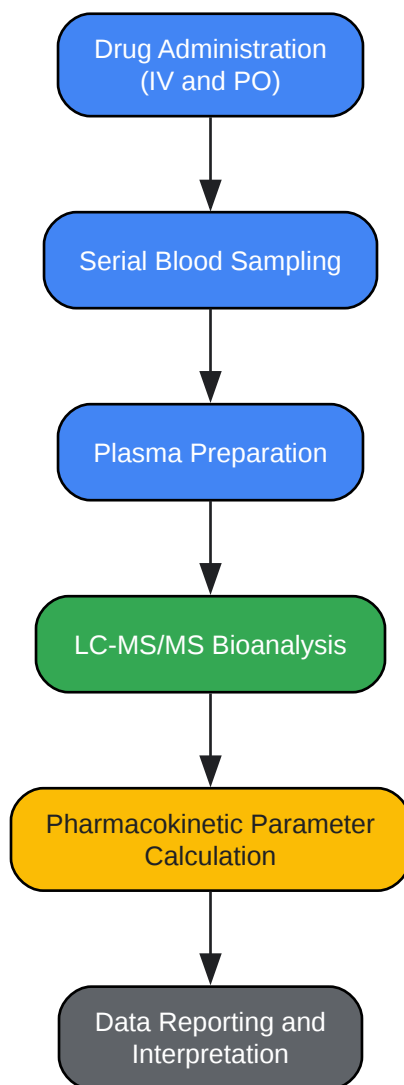 Drug Administration
(IV and PO)
Serial Blood Sampling
Plasma Preparation
LC-MS/MS Bioanalysis
Pharmacokinetic Parameter
Calculation
Data Reporting and
Interpretation